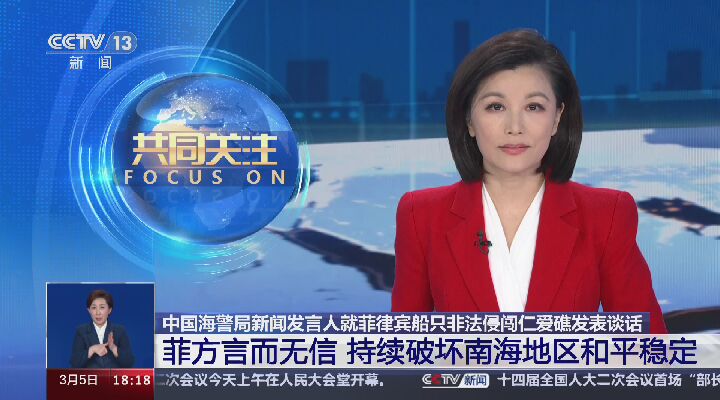 CCTV 13
新闻
共同关注
FOCUS ON
中国海警局新闻发言人就菲律宾船只非法侵闯仁爱礁发表谈话
菲方言而无信 持续破坏南海地区和平稳定
3月5日 18:18 二次会议今天上午在人民大会堂开幕。 CCTV 新闻 十四届全国人大二次会议首场“部长